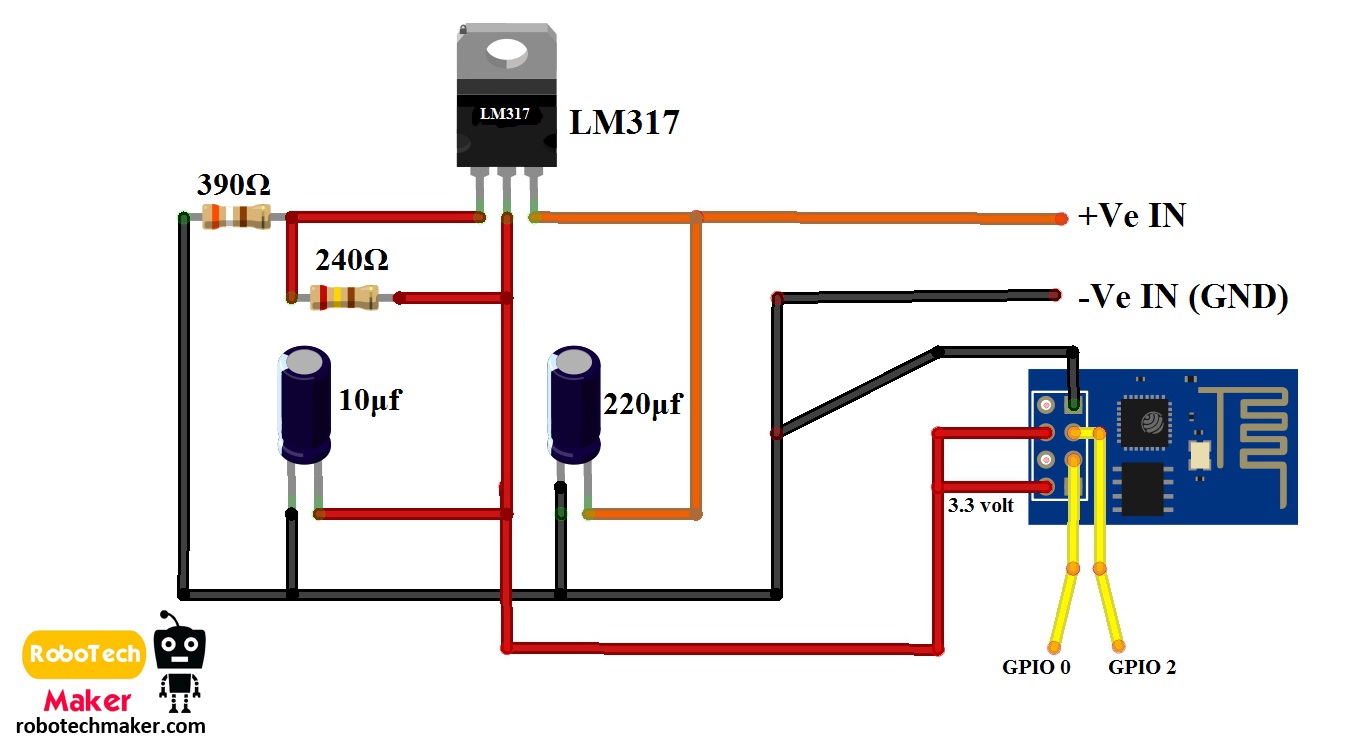 LM317
LM317
390Ω
+Ve IN
240Ω
-Ve IN (GND)
10µf
220µf
3.3 volt
GPIO 0
GPIO 2
RoboTech
Maker
robotechmaker.com